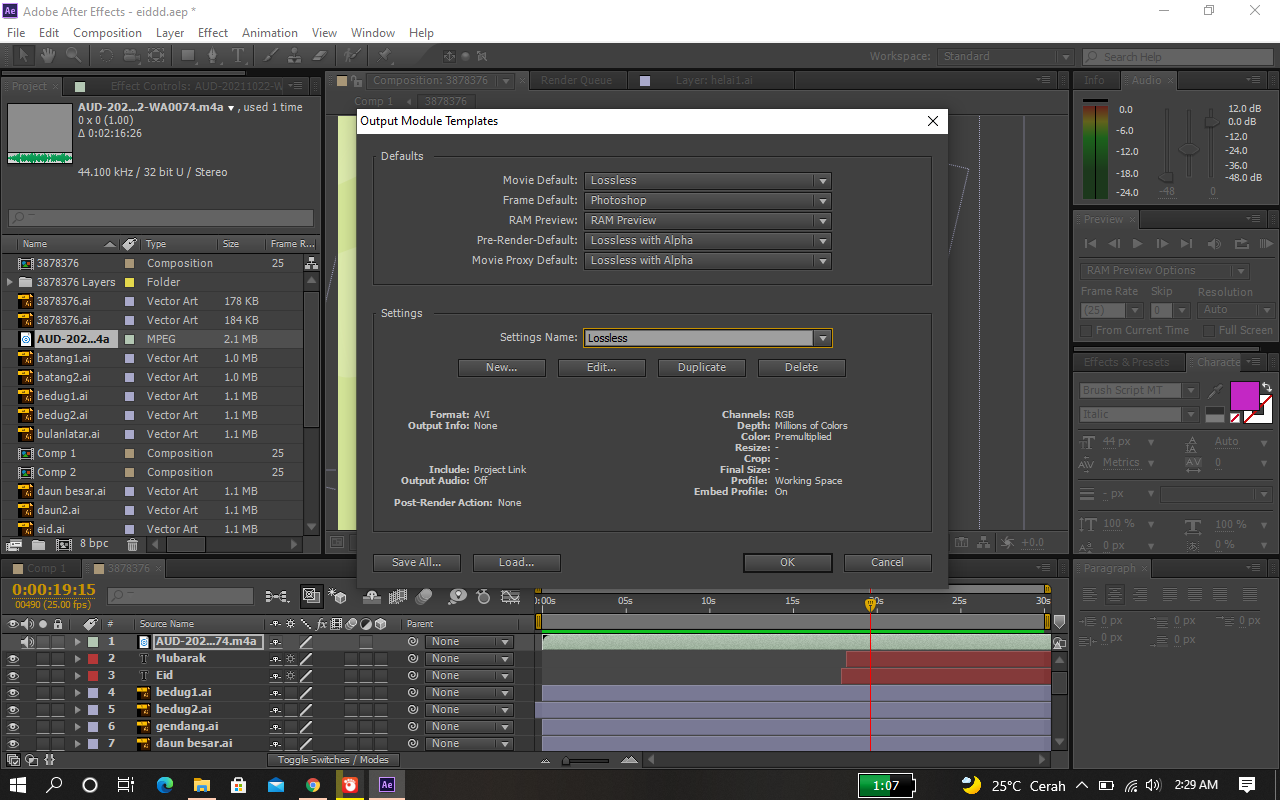 Ae Adobe After Effects - eiddd.aep *
File Edit Composition Layer Effect Animation View Window Help
Workspace: Standard Search Help
Project Effect Controls: AUD-20211022-W
Composition: 3878376 Render Queue Layer: helai1.ai
Info Audio
Comp 1 3878376
AUD-202...2-WA0074.m4a , used 1 time
0 x 0 (1.00)
Δ 0:02:16:26
44.100 kHz / 32 bit U / Stereo
0.0
-6.0
-12.0
-18.0
-24.0
12.0 dB
0.0 dB
-12.0
-24.0
-36.0
-48.0 dB
-48 0
Name Type Size Frame R...
3878376 Composition 25
3878376 Layers Folder
3878376.ai Vector Art 178 KB
3878376.ai Vector Art 184 KB
AUD-202...4a MPEG 2.1 MB
batang1.ai Vector Art 1.0 MB
batang2.ai Vector Art 1.0 MB
bedug1.ai Vector Art 1.1 MB
bedug2.ai Vector Art 1.1 MB
bulanlatar.ai Vector Art 1.1 MB
Comp 1 Composition 25
Comp 2 Composition 25
daun besar.ai Vector Art 1.1 MB
daun2.ai Vector Art 1.1 MB
eid.ai Vector Art 1.1 MB
8 bpc
Output Module Templates
Defaults
Movie Default: Lossless
Frame Default: Photoshop
RAM Preview: RAM Preview
Pre-Render-Default: Lossless with Alpha
Movie Proxy Default: Lossless with Alpha
Settings
Settings Name: Lossless
New... Edit... Duplicate Delete
Format: AVI
Output Info: None
Include: Project Link
Output Audio: Off
Post-Render Action: None
Channels: RGB
Depth: Millions of Colors
Color: Premultiplied
Resize: -
Crop: -
Final Size: -
Profile: Working Space
Embed Profile: On
Save All... Load... OK Cancel
Preview
RAM Preview Options
Frame Rate Skip Resolution
(25) 0 Auto
From Current Time Full Screen
Effects & Presets Characte
Brush Script MT
Italic
44 px Auto
Metrics 0
- px
100 % 100 %
0 px 0 %
+0.0
Paragraph
0 px 0 px 0 px
0 px 0 px
Comp 1 3878376
0:00:19:15
00490 (25.00 fps)
0:00s 05s 10s 15s 20s 25s 30s
# Source Name fx Parent
1 AUD-202...74.m4a None
2 T Mubarak None
3 T Eid None
4 bedug1.ai None
5 bedug2.ai None
6 gendang.ai None
7 daun besar.ai None
Toggle Switches / Modes
Ae 1:07 25°C Cerah 2:29 AM